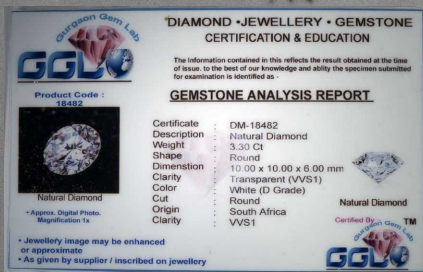 Gurgaon Gem Lab
GGL
DIAMOND • JEWELLERY • GEMSTONE
CERTIFICATION & EDUCATION
The Information contained in this reflects the result obtained at the time
of issue. to the best of our knowledge and ablity the specimen submitted
for examination is identified as -
Product Code :
18482
GEMSTONE ANALYSIS REPORT
Certificate : DM-18482
Description : Natural Diamond
Weight : 3.30 Ct
Shape : Round
Dimenstion : 10.00 x 10.00 x 6.00 mm
Clarity : Transparent (VVS1)
Color : White (D Grade)
Cut : Round
Origin : South Africa
Clarity : VVS1
Natural Diamond
• Approx. Digital Photo.
Magnification 1x
• Jewellery image may be enhanced
or approximate
• As given by supplier / inscribed on jewellery
Natural Diamond
Certified By :
TM
Gurgaon Gem Lab
GGL